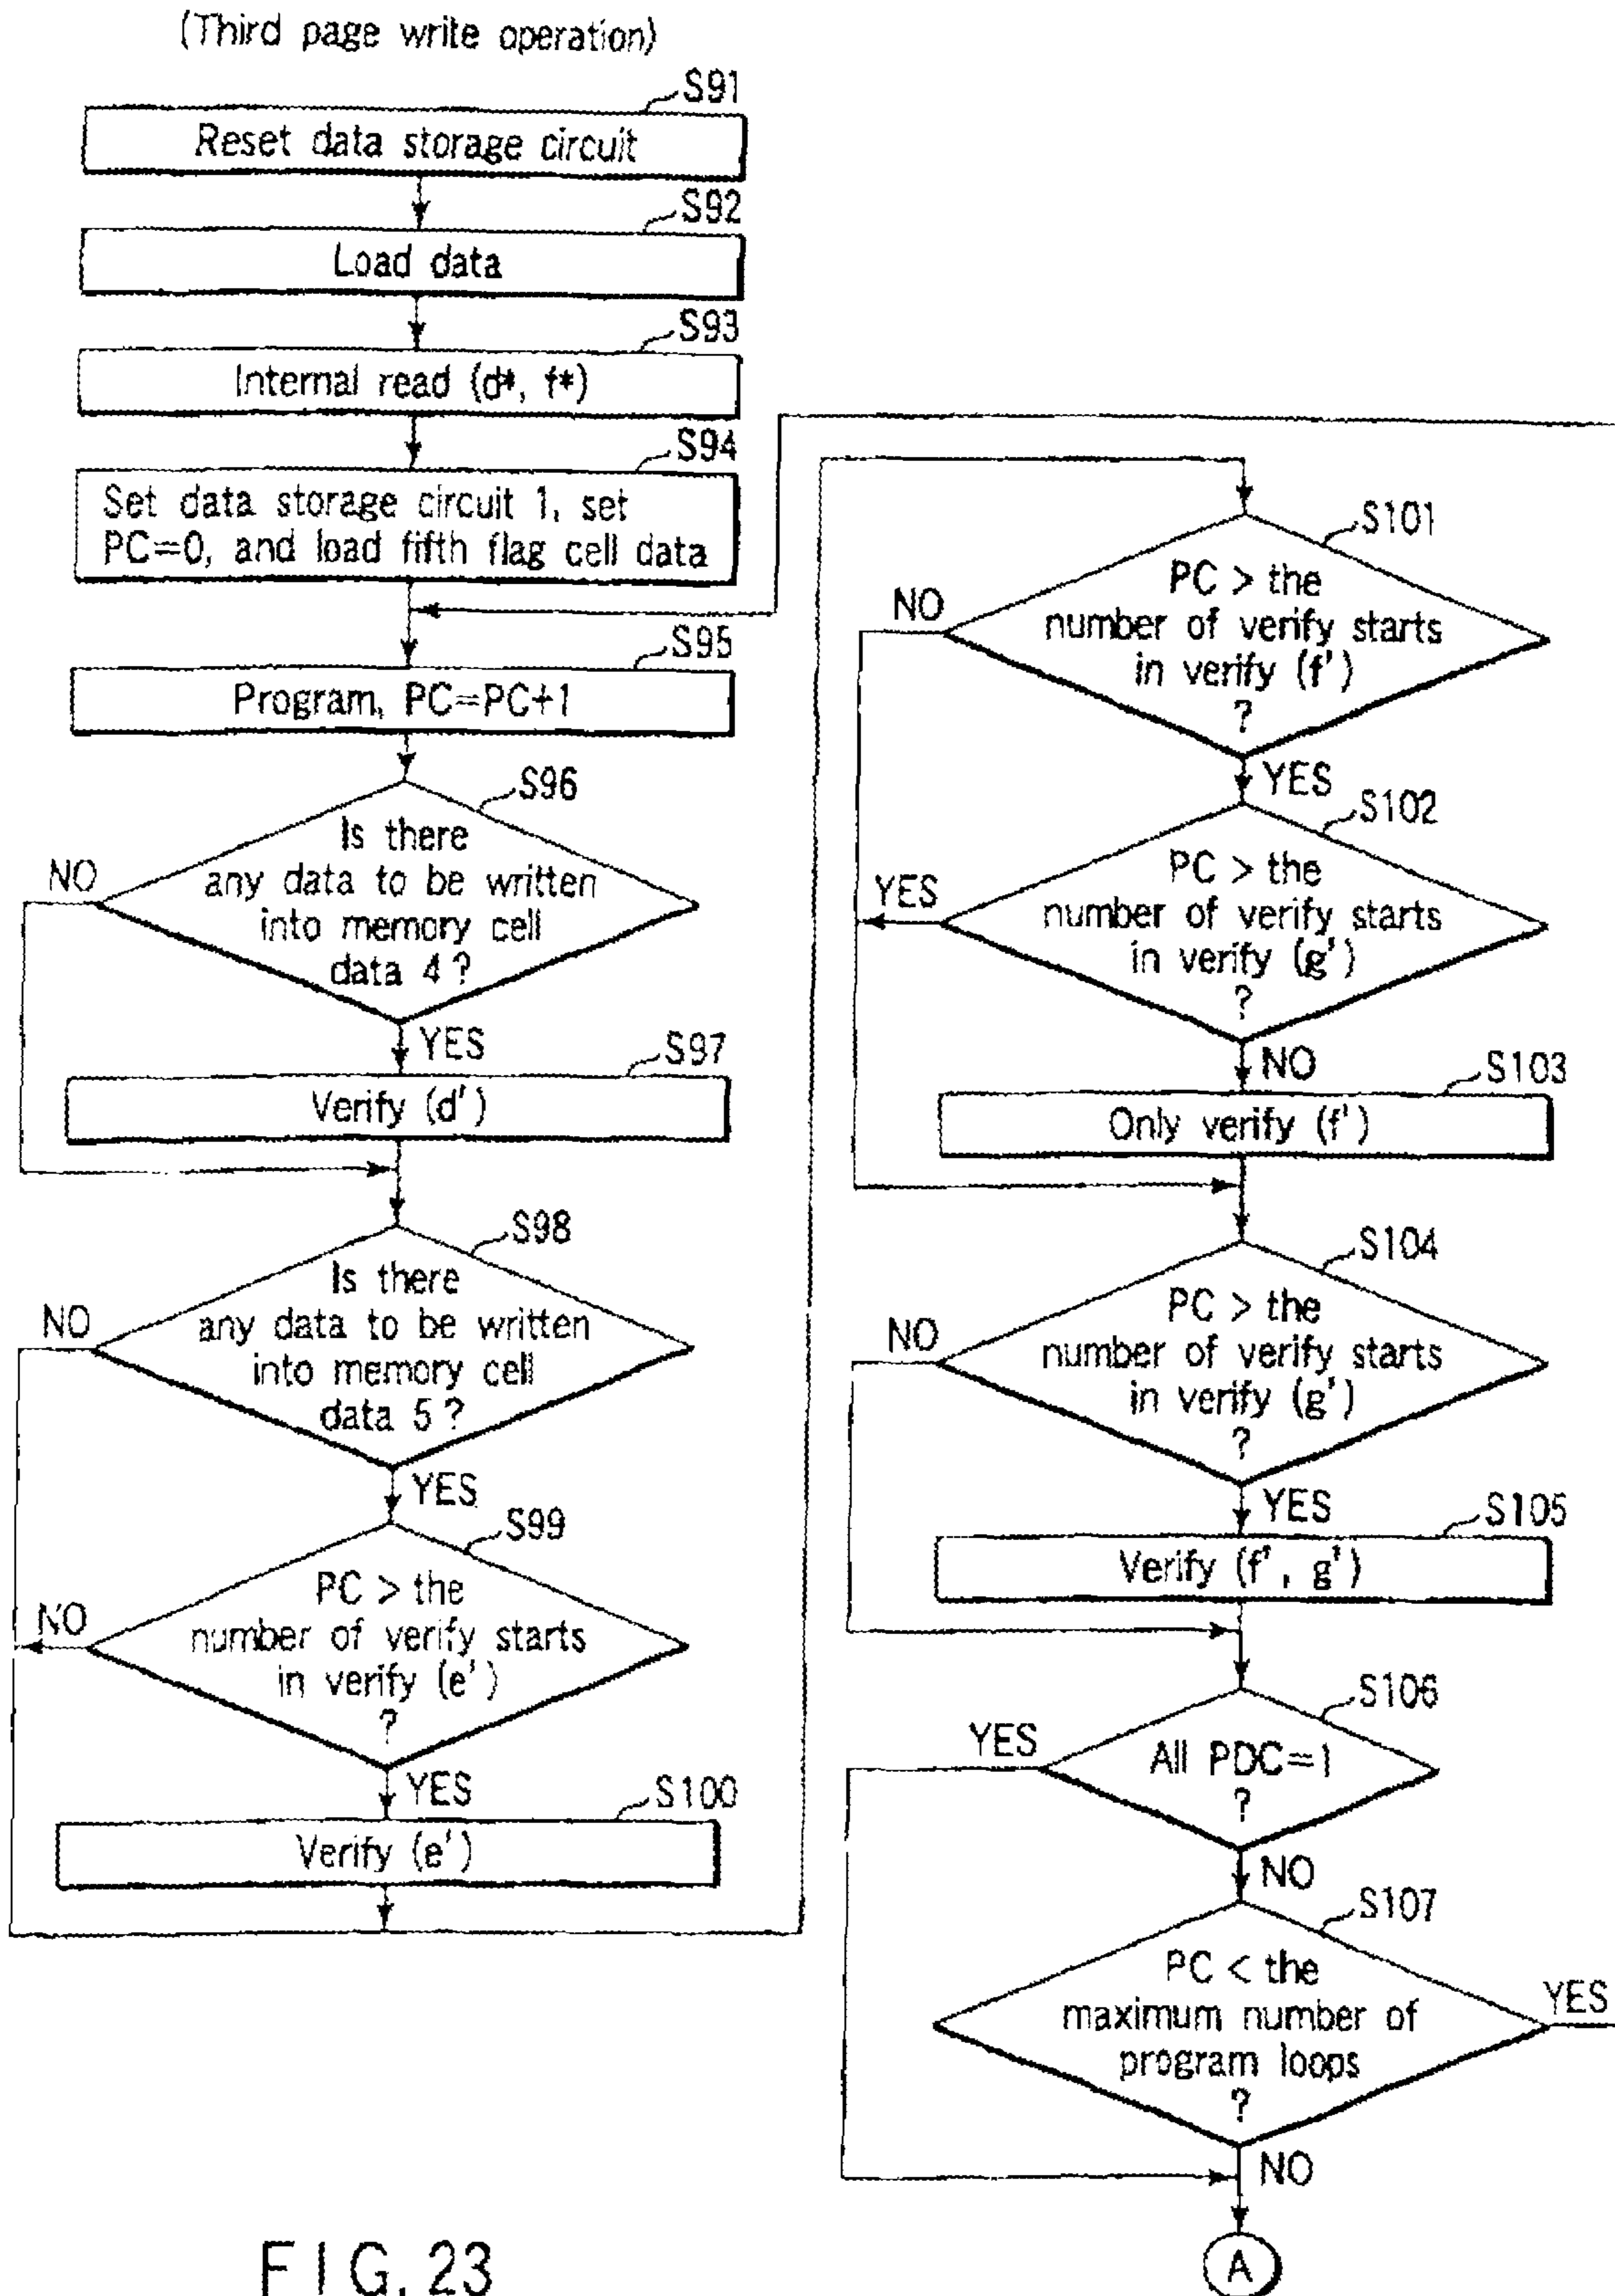 (Third page write operation)
S91
Reset data storage circuit
S92
Load data
S93
Internal read (d*, f*)
S94
Set data storage circuit 1, set
PC=0, and load fifth flag cell data
S95
Program, PC=PC+1
S96
Is there
any data to be written
into memory cell
data 4?
NO
YES
S97
Verify (d')
S98
Is there
any data to be written
into memory cell
data 5?
NO
YES
S99
PC > the
number of verify starts
in verify (e')
?
NO
YES
S100
Verify (e')
S101
PC > the
number of verify starts
in verify (f')
?
NO
YES
S102
PC > the
number of verify starts
in verify (g')
?
YES
NO
S103
Only verify (f')
S104
PC > the
number of verify starts
in verify (g')
?
NO
YES
S105
Verify (f', g')
S106
All PDC=1
?
YES
NO
S107
PC < the
maximum number of
program loops
?
YES
NO
A
FIG. 23